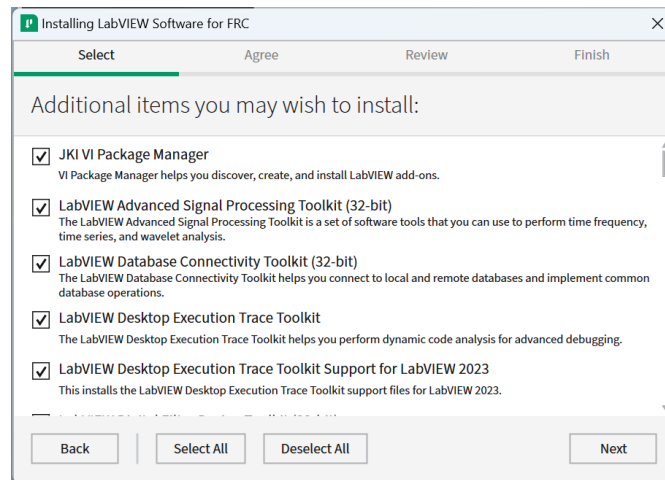 Installing LabVIEW Software for FRC
Select
Agree
Review
Finish
Additional items you may wish to install:
JKI VI Package Manager
VI Package Manager helps you discover, create, and install LabVIEW add-ons.
LabVIEW Advanced Signal Processing Toolkit (32-bit)
The LabVIEW Advanced Signal Processing Toolkit is a set of software tools that you can use to perform time frequency,
time series, and wavelet analysis.
LabVIEW Database Connectivity Toolkit (32-bit)
The LabVIEW Database Connectivity Toolkit helps you connect to local and remote databases and implement common
database operations.
LabVIEW Desktop Execution Trace Toolkit
The LabVIEW Desktop Execution Trace Toolkit helps you perform dynamic code analysis for advanced debugging.
LabVIEW Desktop Execution Trace Toolkit Support for LabVIEW 2023
This installs the LabVIEW Desktop Execution Trace Toolkit support files for LabVIEW 2023.
Back
Select All
Deselect All
Next